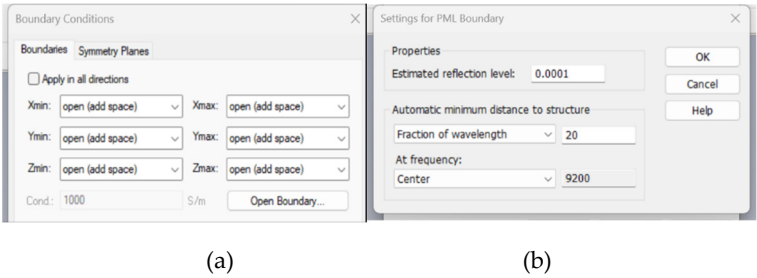 Boundary Conditions
Boundaries Symmetry Planes
Apply in all directions
Xmin: open (add space) Xmax: open (add space)
Ymin: open (add space) Ymax: open (add space)
Zmin: open (add space) Zmax: open (add space)
Cond.: 1000 S/m Open Boundary...
(a)
Settings for PML Boundary
Properties
Estimated reflection level: 0.0001
OK
Cancel
Help
Automatic minimum distance to structure
Fraction of wavelength 20
At frequency:
Center 9200
(b)